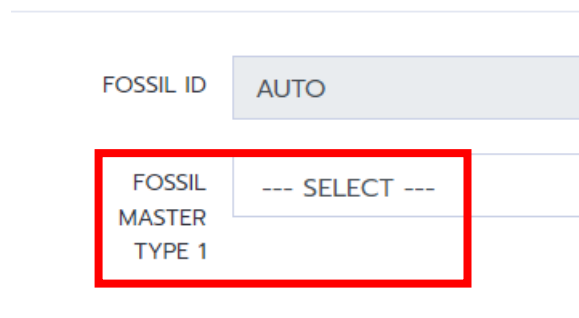 FOSSIL ID
AUTO
FOSSIL
MASTER
TYPE 1
--- SELECT ---